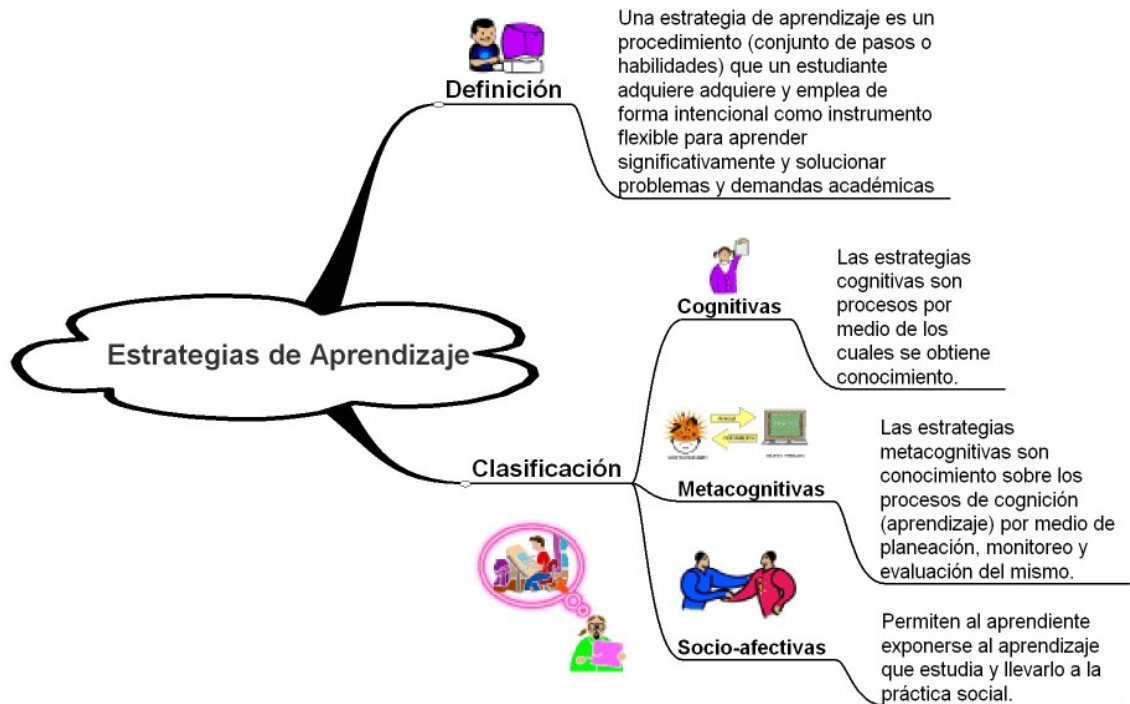 Una estrategia de aprendizaje es un
procedimiento (conjunto de pasos o
habilidades) que un estudiante
adquiere adquiere y emplea de
forma intencional como instrumento
flexible para aprender
significativamente y solucionar
problemas y demandas académicas
Definición
Estrategias de Aprendizaje
Clasificación
Cognitivas
Las estrategias
cognitivas son
procesos por
medio de los
cuales se obtiene
conocimiento.
Metacognitivas
Las estrategias
metacognitivas son
conocimiento sobre los
procesos de cognición
(aprendizaje) por medio de
planeación, monitoreo y
evaluación del mismo.
Socio-afectivas
Permiten al aprendiente
exponerse al aprendizaje
que estudia y llevarlo a la
práctica social.